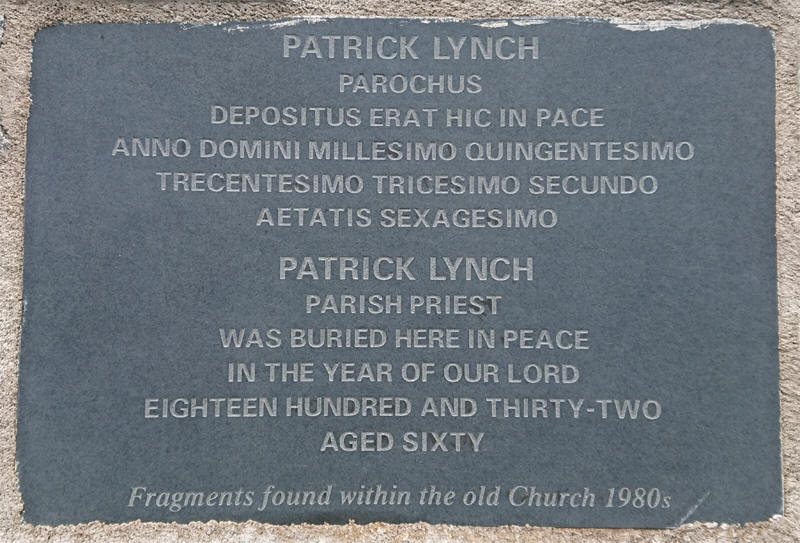 PATRICK LYNCH
PAROCHUS
DEPOSITUS ERAT HIC IN PACE
ANNO DOMINI MILLESIMO QUINGENTESIMO
TRECENTESIMO TRICESIMO SECUNDO
AETATIS SEXAGESIMO
PATRICK LYNCH
PARISH PRIEST
WAS BURIED HERE IN PEACE
IN THE YEAR OF OUR LORD
EIGHTEEN HUNDRED AND THIRTY-TWO
AGED SIXTY
Fragments found within the old Church 1980s